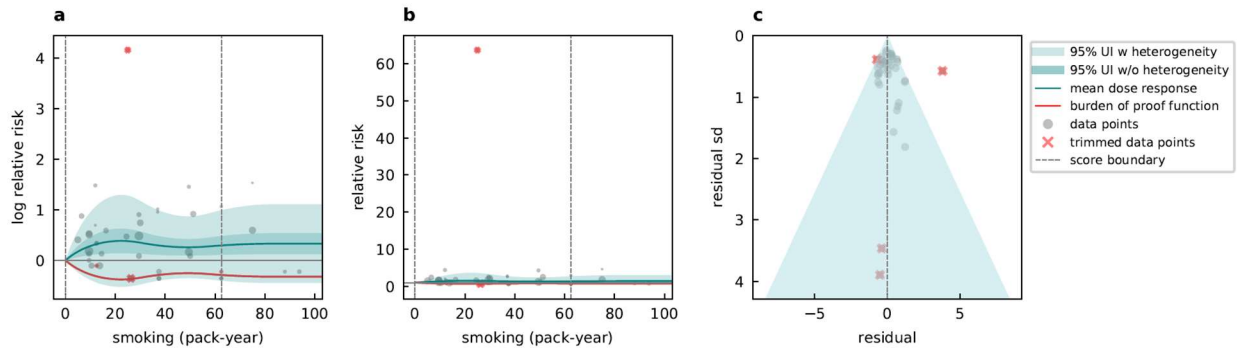 a
4
3
2
1
0
log relative risk
0
20
40
60
80
100
smoking (pack-year)
b
60
50
40
30
20
10
0
relative risk
0
20
40
60
80
100
smoking (pack-year)
c
0
1
2
3
4
residual sd
−5
0
5
residual
95% UI w heterogeneity
95% UI w/o heterogeneity
mean dose response
burden of proof function
data points
trimmed data points
score boundary